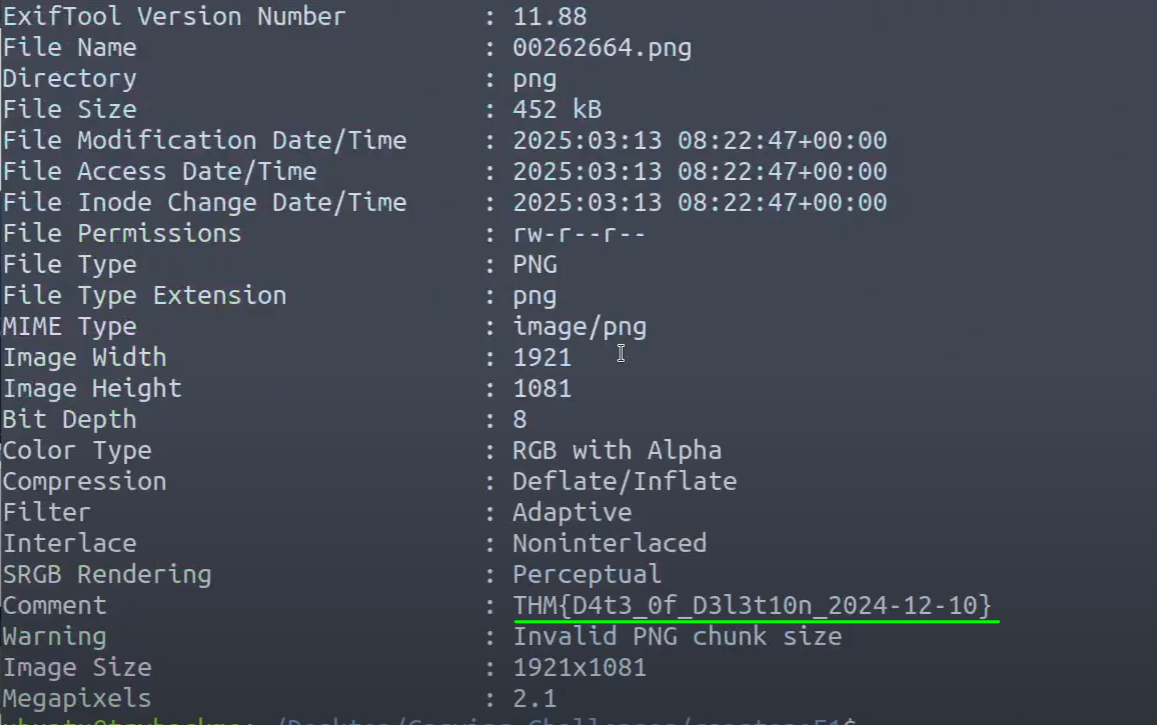 ExifTool Version Number : 11.88
File Name : 00262664.png
Directory : png
File Size : 452 kB
File Modification Date/Time : 2025:03:13 08:22:47+00:00
File Access Date/Time : 2025:03:13 08:22:47+00:00
File Inode Change Date/Time : 2025:03:13 08:22:47+00:00
File Permissions : rw-r--r--
File Type : PNG
File Type Extension : png
MIME Type : image/png
Image Width : 1921
Image Height : 1081
Bit Depth : 8
Color Type : RGB with Alpha
Compression : Deflate/Inflate
Filter : Adaptive
Interlace : Noninterlaced
SRGB Rendering : Perceptual
Comment : THM{D4t3_0f_D3l3t10n_2024-12-10}
Warning : Invalid PNG chunk size
Image Size : 1921x1081
Megapixels : 2.1